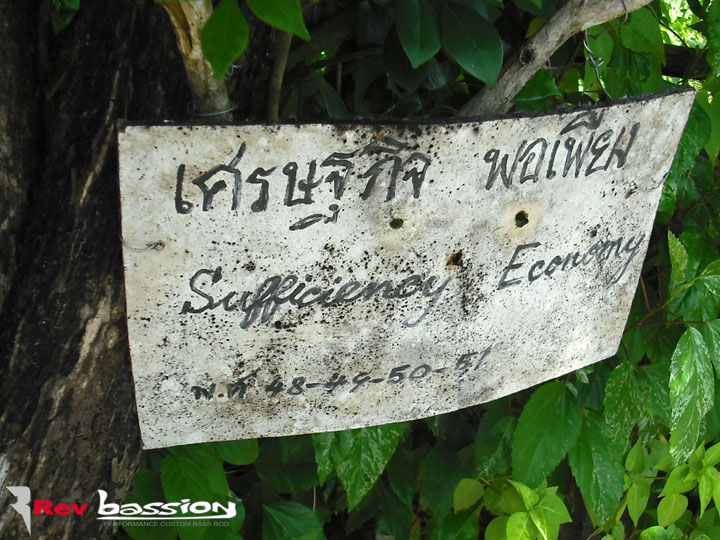 เศรษฐกิจ พอเพียง
Sufficiency Economy
พ.ศ 48-49-50-51
Rev bassion
PERFORMANCE CUSTOM BASS ROD